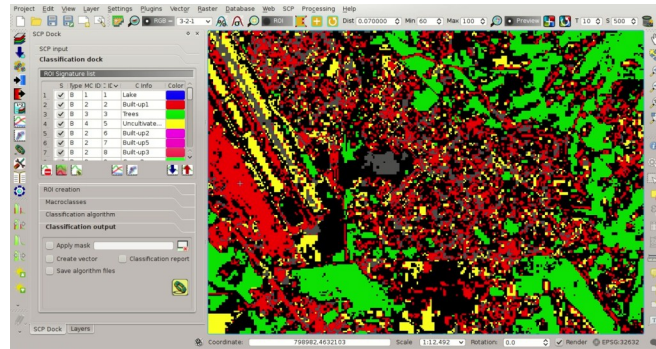 Project Edit View Layer Settings Plugins Vector Raster Database Web SCP Processing Help
RGB = 3-2-1 ROI Dist 0.070000 Min 60 Max 100 Preview T 10 S 500
SCP Dock
SCP input
Classification dock
ROI Signature list
S Type MC ID C Info Color
1 B 1 1 Lake
2 B 2 2 Built-up1
3 B 3 3 Trees
4 B 4 5 Uncultivate...
5 B 2 6 Built-up2
6 B 2 7 Built-up5
7 B 2 8 Built-up3
ROI creation
Macroclasses
Classification algorithm
Classification output
Apply mask
Create vector Classification report
Save algorithm files
SCP Dock Layers
Coordinate: 798982,4632103 Scale 1:12,492 Rotation: 0.0 Render EPSG:32632